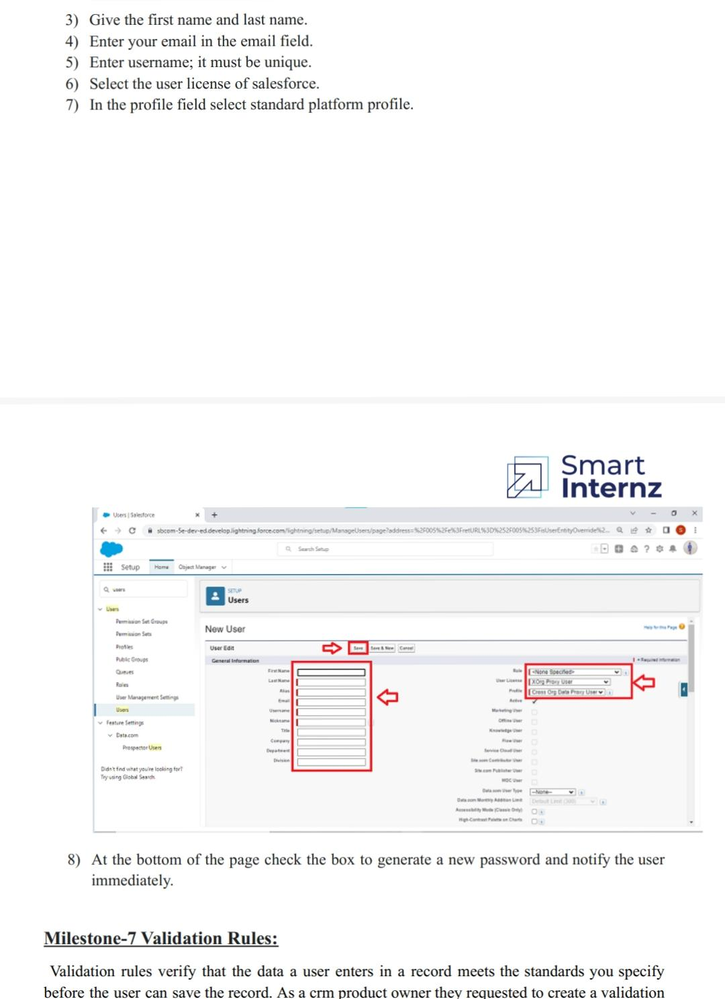 3) Give the first name and last name.
4) Enter your email in the email field.
5) Enter username; it must be unique.
6) Select the user license of salesforce.
7) In the profile field select standard platform profile.
Smart
Internz
Users | Salesforce
sbcom-5e-dev-ed.develop.lightning.force.com/lightning/setup/ManageUsers/page?address=%2F005%2Fe%3FretURL%3D%252F005%253FisUserEntityOverride%2...
Search Setup
Setup Home Object Manager
users
SETUP
Users
Users
Permission Set Groups
Permission Sets
Profiles
Public Groups
Queues
Roles
User Management Settings
Users
Feature Settings
Data.com
Prospector Users
Didn't find what you're looking for?
Try using Global Search.
New User
Help for this Page
User Edit Save Save & New Cancel
General Information = Required Information
First Name
Last Name
Alias
Email
Username
Nickname
Title
Company
Department
Division
Role <None Specified>
User License XOrg Proxy User
Profile Cross Org Data Proxy User
Active
Marketing User
Offline User
Knowledge User
Flow User
Service Cloud User
Site.com Contributor User
Site.com Publisher User
WDC User
Data.com User Type --None--
Data.com Monthly Addition Limit Default Limit (300)
Accessibility Mode (Classic Only)
High-Contrast Palette on Charts
8) At the bottom of the page check the box to generate a new password and notify the user
immediately.
Milestone-7 Validation Rules:
Validation rules verify that the data a user enters in a record meets the standards you specify
before the user can save the record. As a crm product owner they requested to create a validation